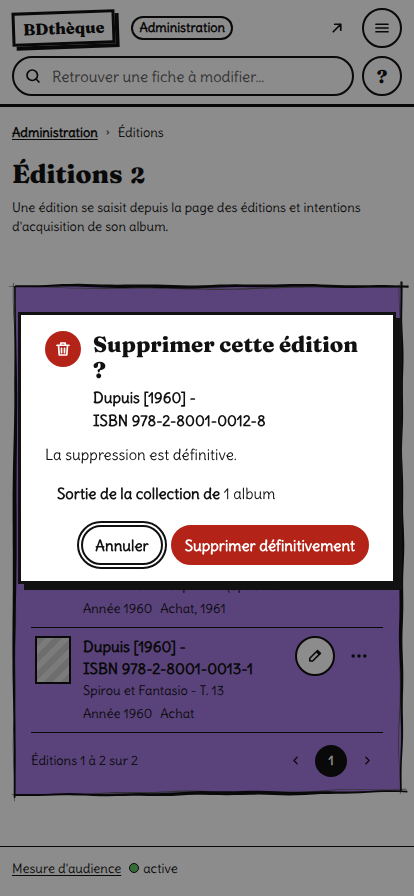 BDthèque
Administration
Retrouver une fiche à modifier...
?
Administration › Éditions
Éditions 2
Une édition se saisit depuis la page des éditions et intentions
d'acquisition de son album.
Supprimer cette édition
?
Dupuis [1960] -
ISBN 978-2-8001-0012-8
La suppression est définitive.
Sortie de la collection de 1 album
Annuler
Supprimer définitivement
Année 1960 Achat, 1961
Dupuis [1960] -
ISBN 978-2-8001-0013-1
Spirou et Fantasio - T. 13
Année 1960 Achat
Éditions 1 à 2 sur 2
‹ 1 ›
Mesure d'audience active